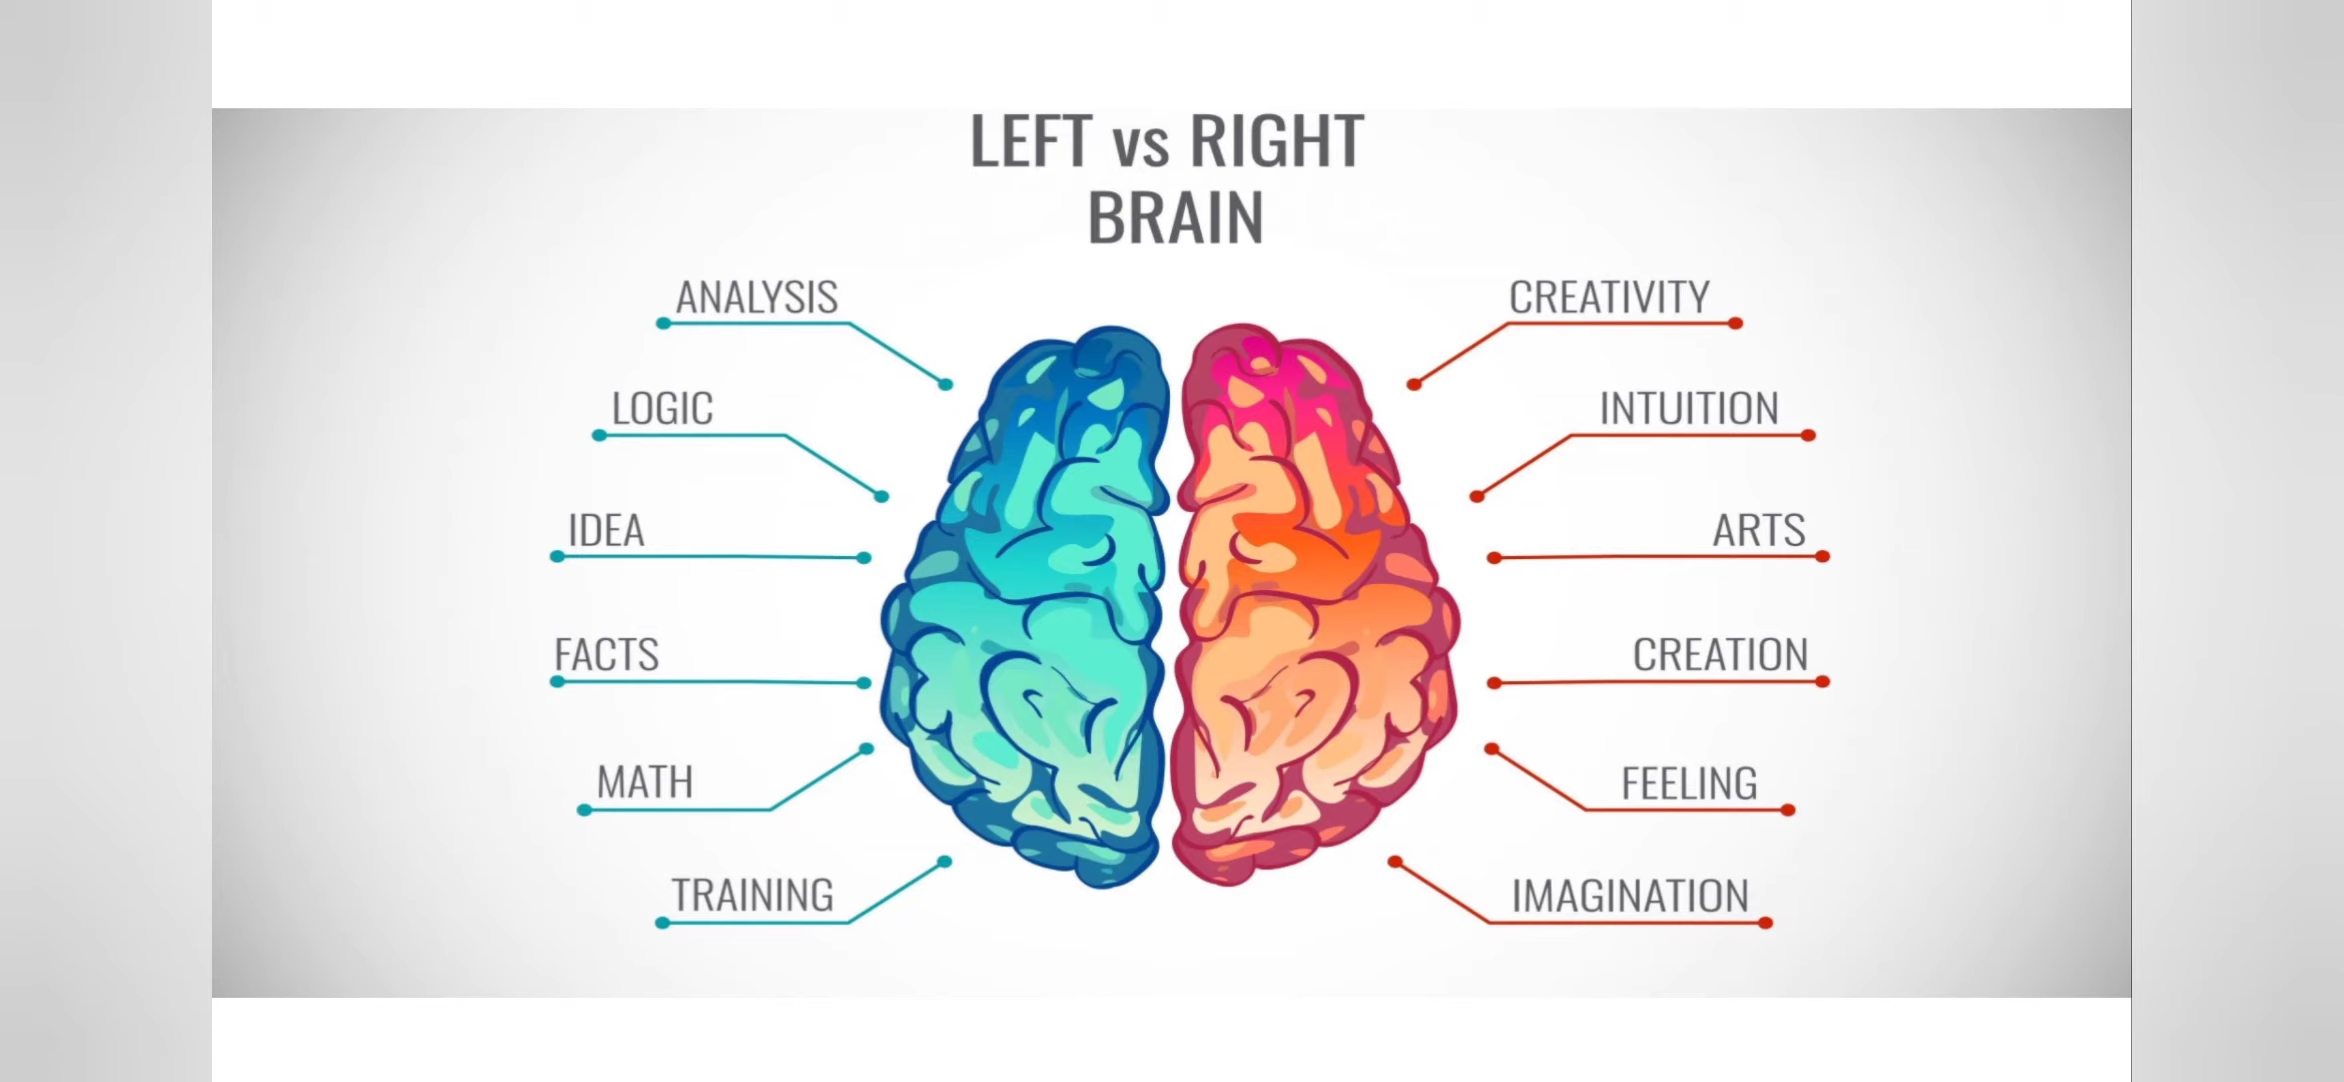 LEFT vs RIGHT
BRAIN
ANALYSIS
LOGIC
IDEA
FACTS
MATH
TRAINING
CREATIVITY
INTUITION
ARTS
CREATION
FEELING
IMAGINATION